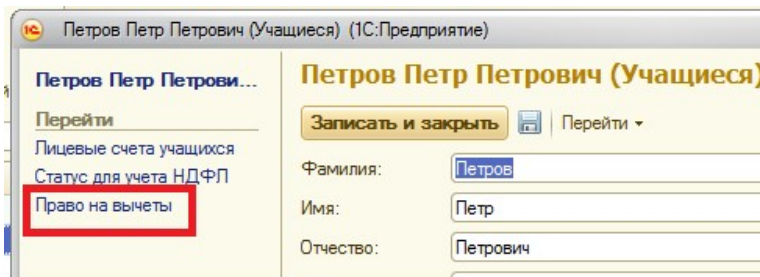 Петров Петр Петрович (Учащиеся) (1С:Предприятие)
Петров Петр Петрови...
Перейти
Лицевые счета учащихся
Статус для учета НДФЛ
Право на вычеты
Петров Петр Петрович (Учащиеся)
Записать и закрыть Перейти
Фамилия: Петров
Имя: Петр
Отчество: Петрович